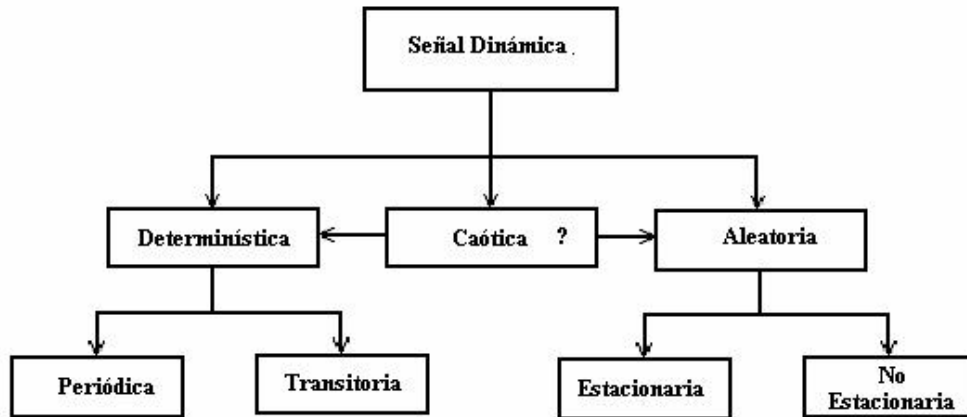 Señal Dinámica .
Determinística
Caótica ?
Aleatoria
Periódica
Transitoria
Estacionaria
No
Estacionaria